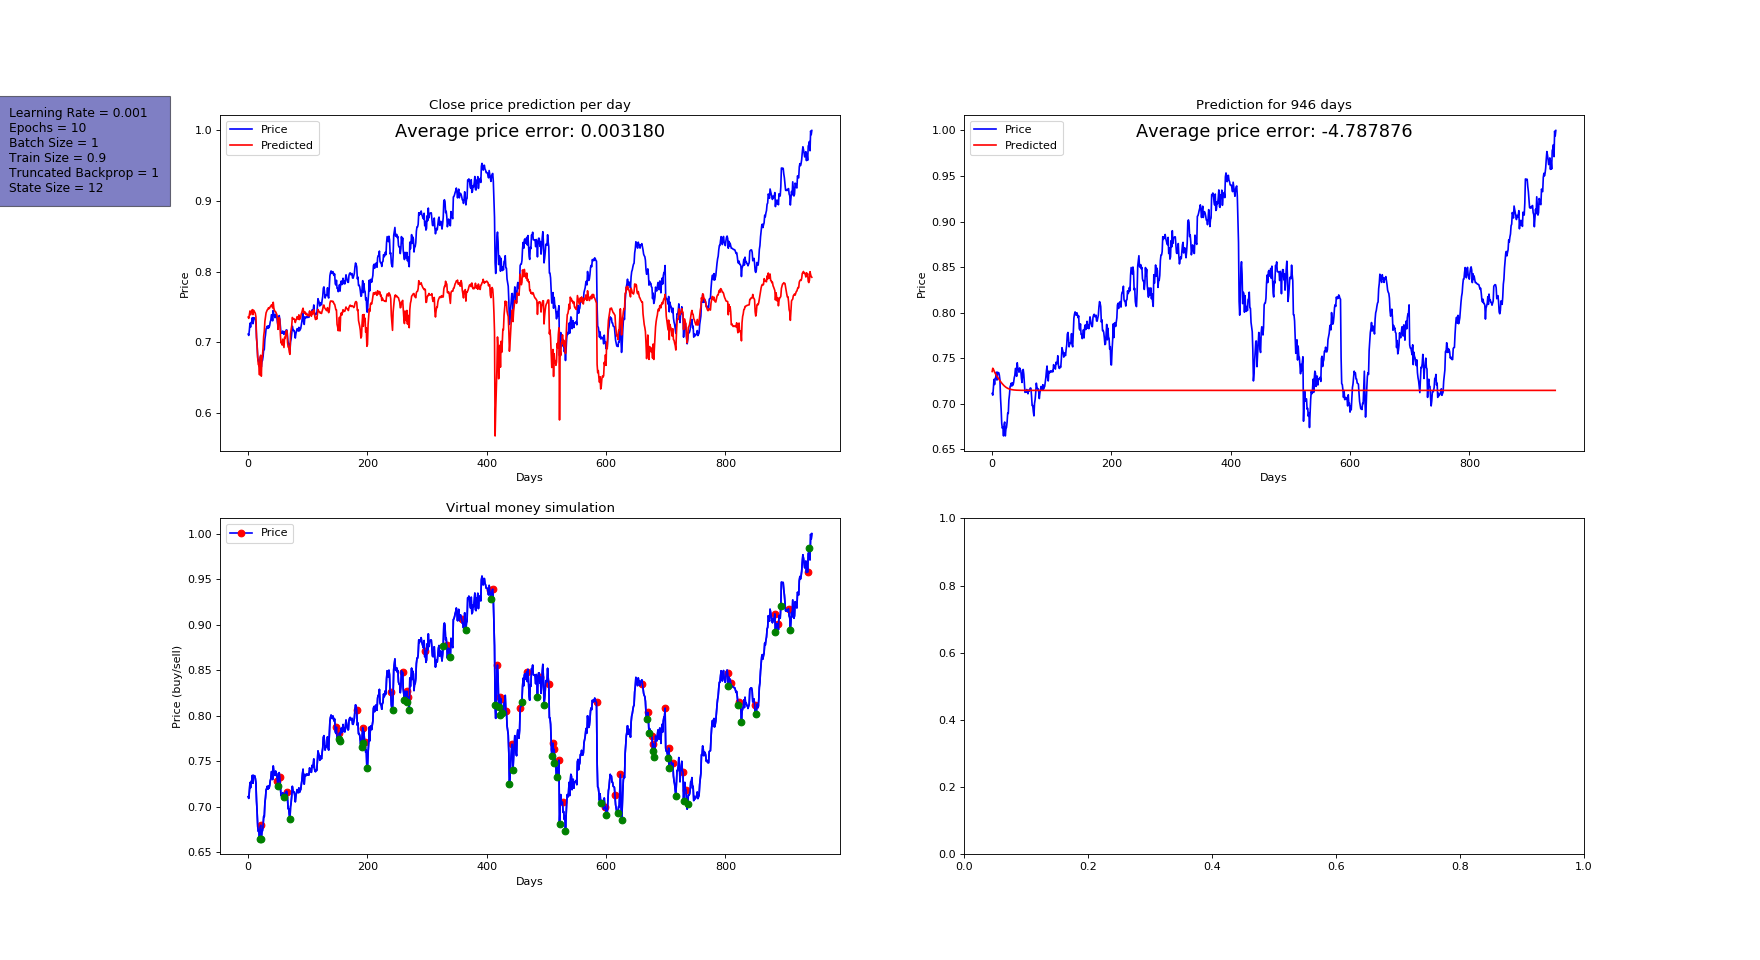 Learning Rate = 0.001
Epochs = 10
Batch Size = 1
Train Size = 0.9
Truncated Backprop = 1
State Size = 12
Close price prediction per day
Average price error: 0.003180
Price
Predicted
1.0
0.9
0.8
0.7
0.6
Price
0 200 400 600 800
Days
Prediction for 946 days
Average price error: -4.787876
Price
Predicted
1.00
0.95
0.90
0.85
0.80
0.75
0.70
0.65
Price
0 200 400 600 800
Days
Virtual money simulation
Price
1.00
0.95
0.90
0.85
0.80
0.75
0.70
0.65
Price (buy/sell)
0 200 400 600 800
Days
1.0
0.8
0.6
0.4
0.2
0.0
0.0 0.2 0.4 0.6 0.8 1.0